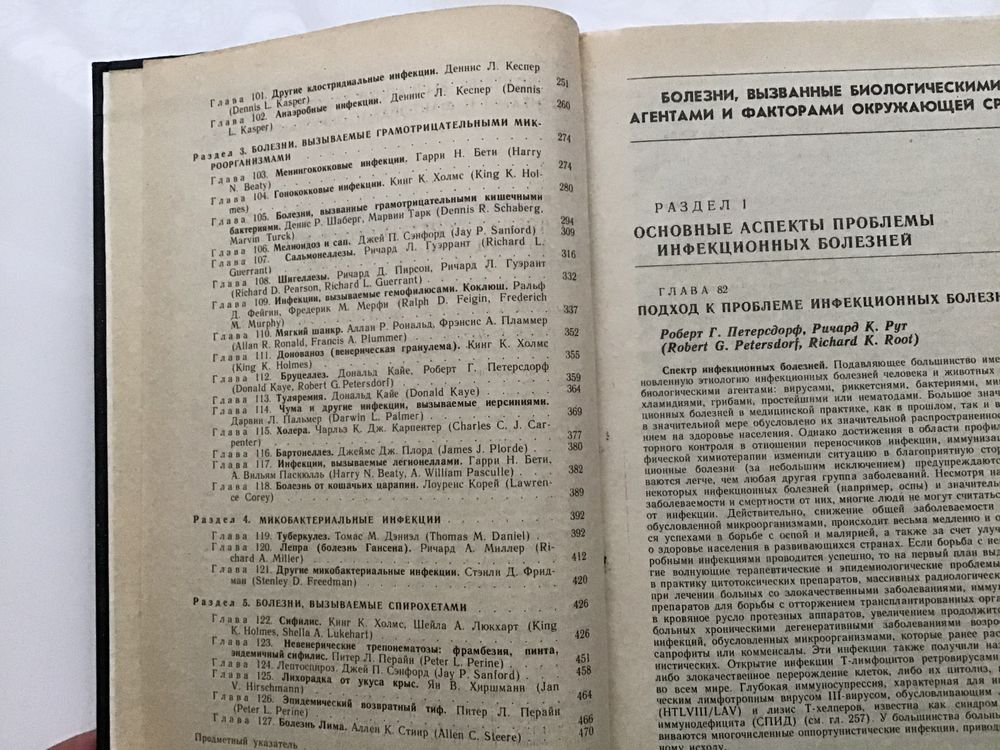 Глава 101. Другие клостридиальные инфекции. Деннис Л. Кеспер
(Dennis L. Kasper) 251
Глава 102. Анаэробные инфекции. Деннис Л. Кеспер (Dennis
L. Kasper) 260
Раздел 3. БОЛЕЗНИ, ВЫЗЫВАЕМЫЕ ГРАМОТРИЦАТЕЛЬНЫМИ МИК-
РООРГАНИЗМАМИ 274
Глава 103. Менингококковые инфекции. Гарри Н. Бети (Harry
N. Beaty) 274
Глава 104. Гонококковые инфекции. Кинг К. Холмс (King K. Hol-
mes) 280
Глава 105. Болезни, вызванные грамотрицательными кишечными
бактериями. Денис Р. Шаберг, Марвин Тарк (Dennis R. Schaberg,
Marvin Turck) 294
Глава 106. Мелиоидоз и сап. Джей П. Сэнфорд (Jay P. Sanford) 309
Глава 107. Сальмонеллезы. Ричард Л. Гуэррант (Richard L.
Guerrant) 316
Глава 108. Шигеллезы. Ричард Д. Пирсон, Ричард Л. Гуэрант
(Richard D. Pearson, Richard L. Guerrant) 332
Глава 109. Инфекции, вызываемые гемофилюсами. Коклюш. Ральф
Д. Фейгин, Фредерик М. Мерфи (Ralph D. Feigin, Frederich
M. Murphy) 337
Глава 110. Мягкий шанкр. Аллан Р. Рональд, Фрэнсис А. Пламмер
(Allan R. Ronald, Francis A. Plummer) 352
Глава 111. Донованоз (венерическая гранулема). Кинг К. Холмс
(King K. Holmes) 355
Глава 112. Бруцеллез. Дональд Кайе, Роберт Г. Петерсдорф
(Donald Kaye, Robert G. Petersdorf) 359
Глава 113. Туляремия. Дональд Кайе (Donald Kaye) 364
Глава 114. Чума и другие инфекции, вызываемые иерсиниями.
Дарвин Л. Пальмер (Darwin L. Palmer) 369
Глава 115. Холера. Чарльз К. Дж. Карпентер (Charles C. J. Car-
penter) 377
Глава 116. Бартонеллез. Джеймс Дж. Плорд (James J. Plorde) 380
Глава 117. Инфекции, вызываемые легионеллами. Гарри Н. Бети,
А. Вильям Паскюлль (Harry N. Beaty, A. William Pasculle) 382
Глава 118. Болезнь от кошачьих царапин. Лоуренс Корей (Lawren-
ce Corey) 389
Раздел 4. МИКОБАКТЕРИАЛЬНЫЕ ИНФЕКЦИИ 392
Глава 119. Туберкулез. Томас М. Дэниэл (Thomas M. Daniel) 392
Глава 120. Лепра (болезнь Гансена). Ричард А. Миллер (Ri-
chard A. Miller) 412
Глава 121. Другие микобактериальные инфекции. Стэнли Д. Фрид-
ман (Stenley D. Freedman) 420
Раздел 5. БОЛЕЗНИ, ВЫЗЫВАЕМЫЕ СПИРОХЕТАМИ 426
Глава 122. Сифилис. Кинг К. Холмс, Шейла А. Люкхарт (King
K. Holmes, Shella A. Lukehart) 426
Глава 123. Невенерические трепонематозы: фрамбезия, пинта,
эндемичный сифилис. Питер Л. Перайн (Peter L. Perine) 451
Глава 124. Лептоспироз. Джей П. Сэнфорд (Jay P. Sanford) 458
Глава 125. Лихорадка от укуса крыс. Ян В. Хиршманн (Jan
V. Hirschmann) 464
Глава 126. Эпидемический возвратный тиф. Питер Л. Перайн
(Peter L. Perine) 466
Глава 127. Болезнь Лима. Аллен К. Стиир (Allen C. Steere) 470
Предметный указатель
БОЛЕЗНИ, ВЫЗВАННЫЕ БИОЛОГИЧЕСКИМИ
АГЕНТАМИ И ФАКТОРАМИ ОКРУЖАЮЩЕЙ СР
РАЗДЕЛ 1
ОСНОВНЫЕ АСПЕКТЫ ПРОБЛЕМЫ
ИНФЕКЦИОННЫХ БОЛЕЗНЕЙ
ГЛАВА 82
ПОДХОД К ПРОБЛЕМЕ ИНФЕКЦИОННЫХ БОЛЕЗН
Роберт Г. Петерсдорф, Ричард К. Рут
(Robert G. Petersdorf, Richard K. Root)
Спектр инфекционных болезней. Подавляющее большинство име
новленную этиологию инфекционных болезней человека и животных
биологическими агентами: вирусами, риккетсиями, бактериями, мик
хламидиями, грибами, простейшими или нематодами. Большое знач
ционных болезней в медицинской практике, как в прошлом, так и в
в значительной мере обусловлено их значительной распространенно
нием на здоровье населения. Однако достижения в области профил
торного контроля в отношении переносчиков инфекции, иммунизац
фической химиотерапии изменили ситуацию в благоприятную стор
ционные болезни (за небольшим исключением) предупреждаются
ваются легче, чем любая другая группа заболеваний. Несмотря на
некоторых инфекционных болезней (например, оспы) и значитель
заболеваемости и смертности от них, многие люди не могут считаться
от инфекции. Действительно, снижение общей заболеваемости
обусловленной микроорганизмами, происходит весьма медленно и о
ся успехами в борьбе с оспой и малярией, а также за счет улуч
о здоровье населения в развивающихся странах. Если борьба с не
робными инфекциями проводится успешно, то на первый план выд
гие волнующие терапевтические и эпидемиологические проблемы
в практику цитотоксических препаратов, массивных радиологичес
при лечении больных со злокачественными заболеваниями, имму
препаратов для борьбы с отторжением трансплантированных орга
в кровяное русло протезных аппаратов, увеличением продолжит
больных хроническими дегенеративными заболеваниями возро
инфекций, обусловленных микроорганизмами, которые ранее рас
сапрофиты или комменсалы. Эти инфекции также получили наз
нистических. Открытие инфекции Т-лимфоцитов ретровирусами,
либо злокачественное перерождение клеток, либо их цитолиз,
во всем мире. Глубокая иммуносупрессия, характерная для ин
ческим лимфотропным вирусом III-вирусом, обусловливающим
(HTLVIII/LAV) и лизис Т-хелперов, известна как синдром
иммунодефицита (СПИД) (см. гл. 257). У большинства больн
виваются многочисленные оппортунистические инфекции, привод
ному исходу.